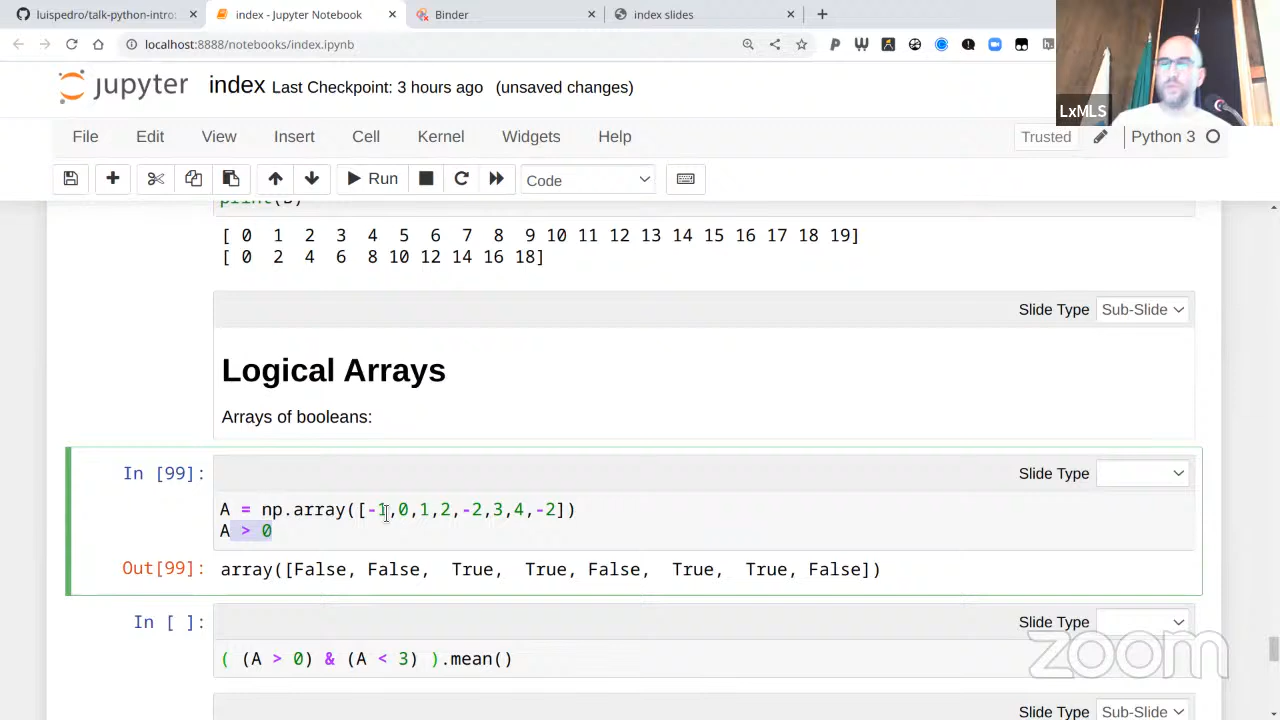 luispedro/talk-python-intro:
index - Jupyter Notebook
Binder
index slides
localhost:8888/notebooks/index.ipynb
LxMLS
jupyter index Last Checkpoint: 3 hours ago (unsaved changes)
File Edit View Insert Cell Kernel Widgets Help Trusted Python 3
Run Code
[ 0 1 2 3 4 5 6 7 8 9 10 11 12 13 14 15 16 17 18 19]
[ 0 2 4 6 8 10 12 14 16 18]
Slide Type Sub-Slide
Logical Arrays
Arrays of booleans:
In [99]: Slide Type
A = np.array([-1,0,1,2,-2,3,4,-2])
A > 0
Out[99]: array([False, False, True, True, False, True, True, False])
In [ ]: Slide Type
( (A > 0) & (A < 3) ).mean()
zoom
Slide Type Sub-Slide